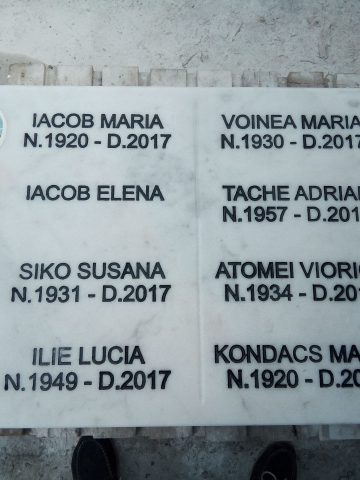 IACOB MARIA
N.1920 - D.2017
IACOB ELENA
SIKO SUSANA
N.1931 - D.2017
ILIE LUCIA
N.1949 - D.2017
VOINEA MARIA
N.1930 - D.2017
TACHE
N.1957 -
ATOMEI
N.1934 -
KONDACS
N.1920 -